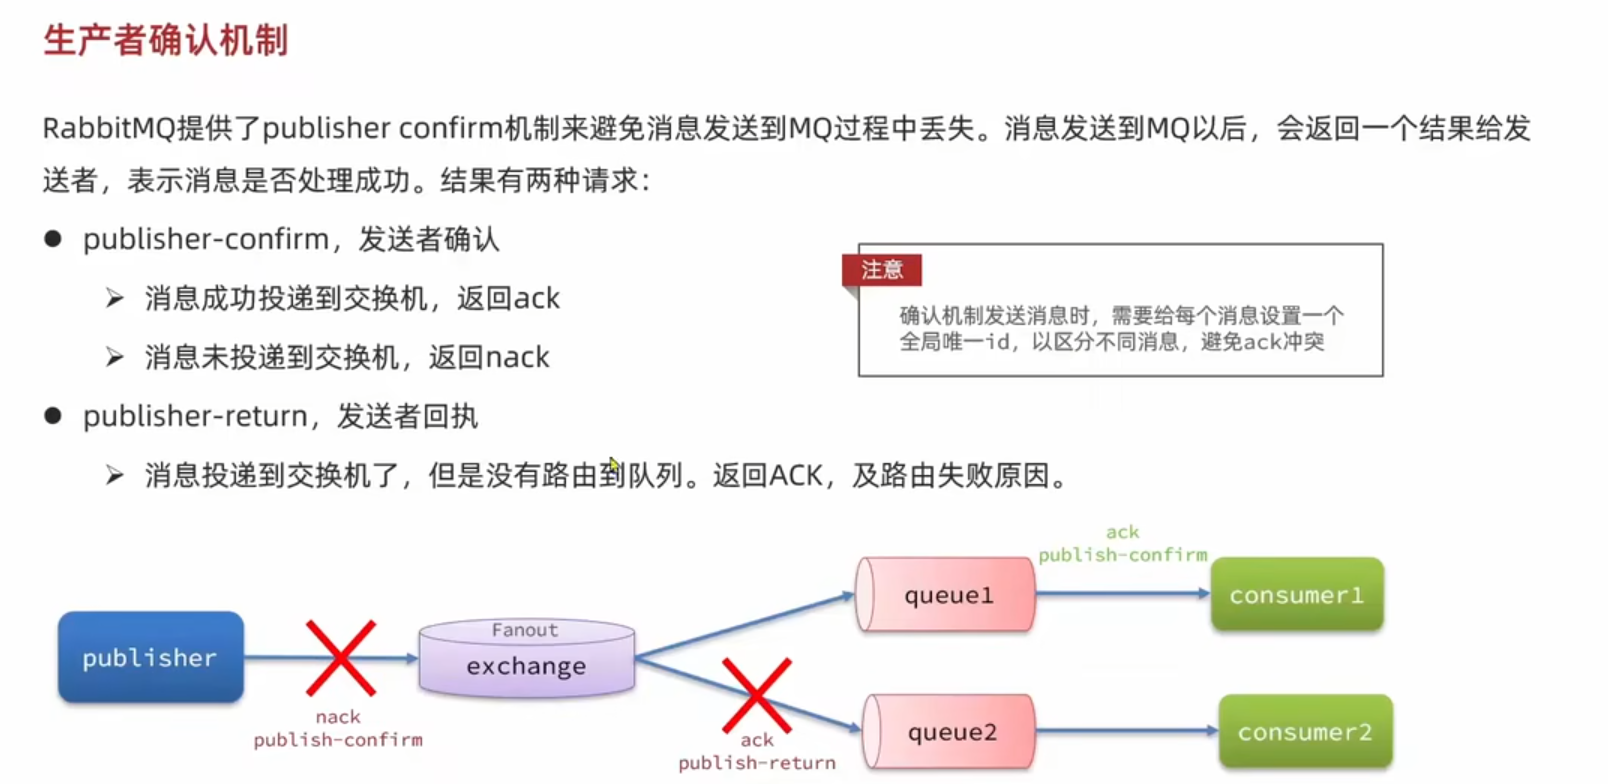 生产者确认机制
RabbitMQ提供了publisher confirm机制来避免消息发送到MQ过程中丢失。消息发送到MQ以后，会返回一个结果给发
送者，表示消息是否处理成功。结果有两种请求：
● publisher-confirm，发送者确认
➢ 消息成功投递到交换机，返回ack
➢ 消息未投递到交换机，返回nack
● publisher-return，发送者回执
➢ 消息投递到交换机了，但是没有路由到队列。返回ACK，及路由失败原因。
注意
确认机制发送消息时，需要给每个消息设置一个
全局唯一id，以区分不同消息，避免ack冲突
publisher
nack
publish-confirm
Fanout
exchange
ack
publish-return
queue1
ack
publish-confirm
consumer1
queue2
consumer2